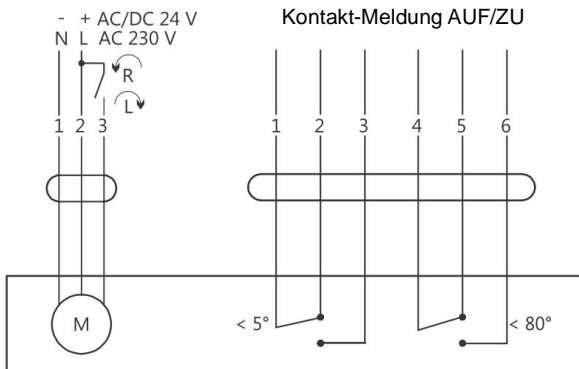 - + AC/DC 24 V
N L AC 230 V
Kontakt-Meldung AUF/ZU
R
L
1 2 3
1 2 3 4 5 6
M
< 5°
< 80°